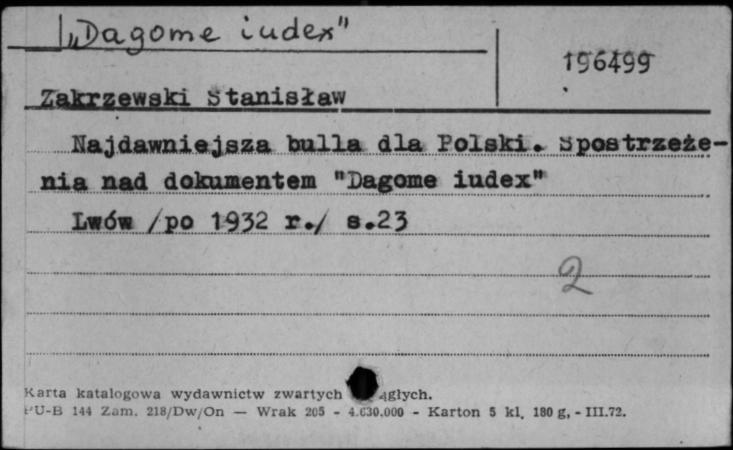 „Dagome iudex"
196499
Zakrzewski Stanisław
Najdawniejsza bulla dla Polski. Spostrzeże-
nia nad dokumentem "Dagome iudex"
Lwów /po 1932 r./ s.23
2
Karta katalogowa wydawnictw zwartych
PU-B 144 Zam. 218/Dw/On — Wrak 205 - 4.630.000 - Karton 5 kl. 180 g, - III.72.